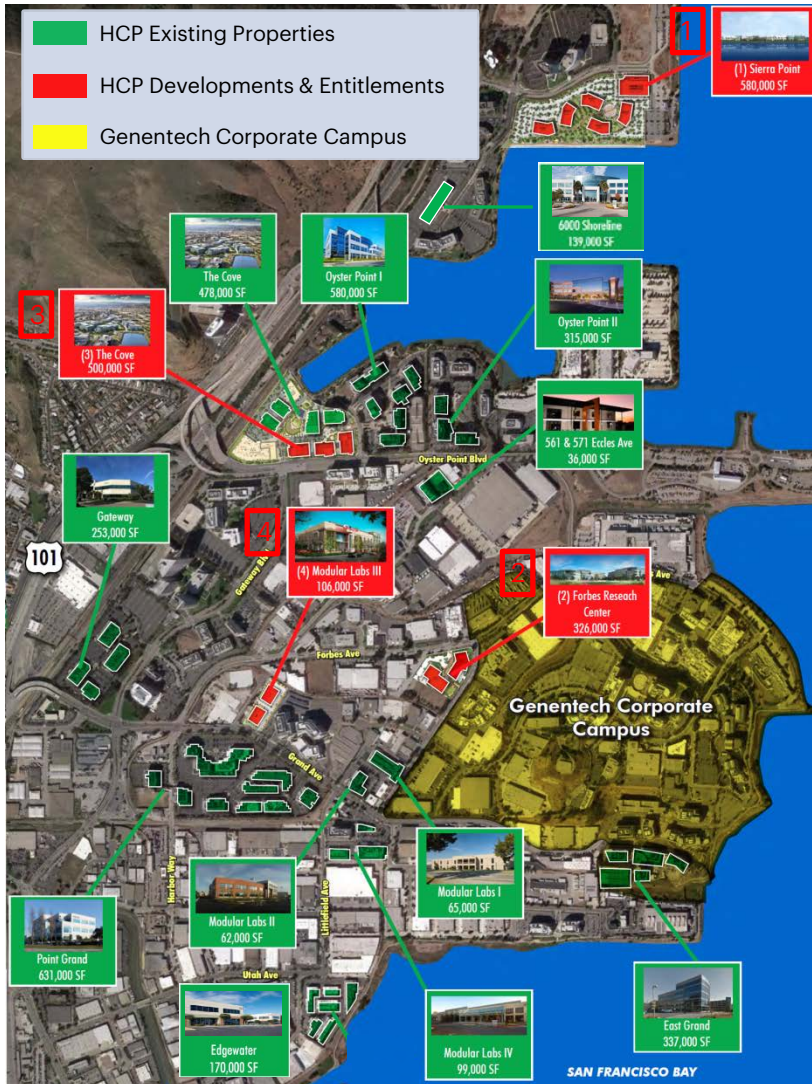 HCP Existing Properties
HCP Developments & Entitlements
Genentech Corporate Campus
1
(1) Sierra Point
580,000 SF
6000 Shoreline
139,000 SF
The Cove
478,000 SF
Oyster Point I
580,000 SF
Oyster Point II
315,000 SF
3
(3) The Cove
500,000 SF
561 & 571 Eccles Ave
36,000 SF
Oyster Point Blvd
Gateway
253,000 SF
101
4
Gateway Bl
(4) Modular Labs III
106,000 SF
2
(2) Forbes Reseach
Center
326,000 SF
s Ave
Forbes Ave
Genentech Corporate
Campus
Grand Ave
Harbor Way
Littlefield Ave
Modular Labs I
65,000 SF
Modular Labs II
62,000 SF
Point Grand
631,000 SF
Utah Ave
Edgewater
170,000 SF
Modular Labs IV
99,000 SF
East Grand
337,000 SF
SAN FRANCISCO BAY